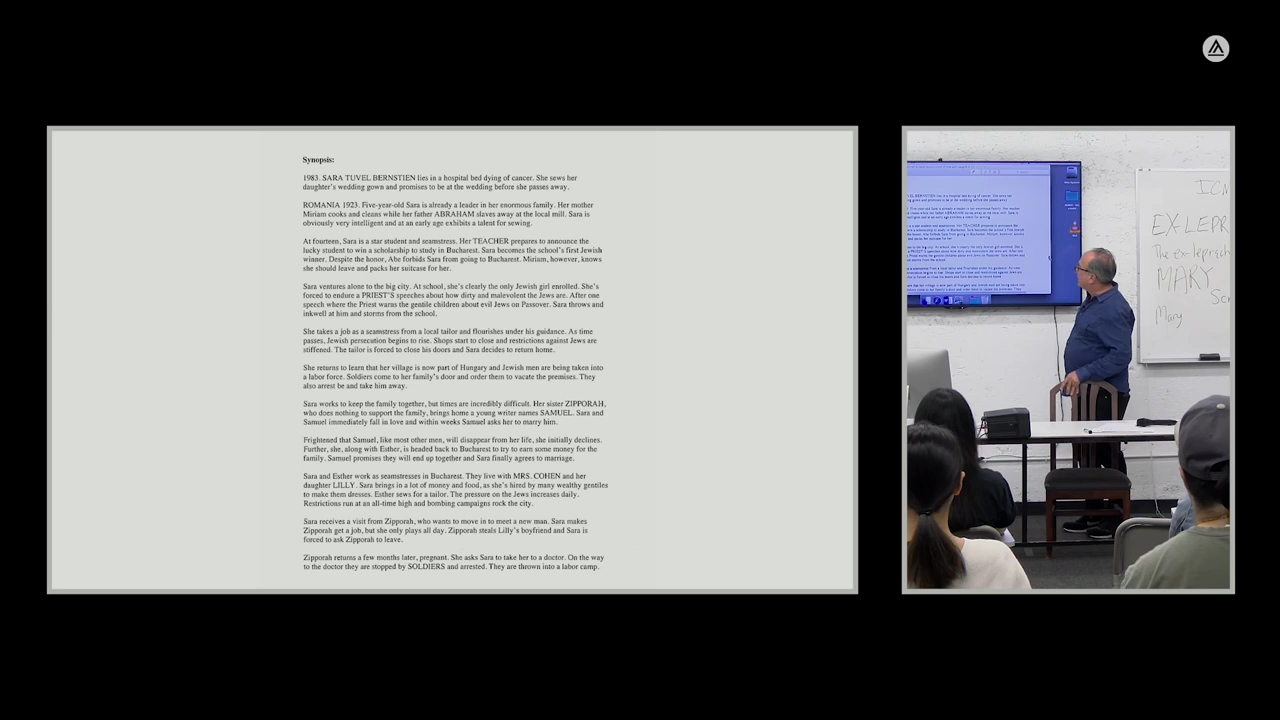 Synopsis:
1983. SARA TUVEL BERNSTIEN lies in a hospital bed dying of cancer. She sews her
daughter's wedding gown and promises to be at the wedding before she passes away.
ROMANIA 1923. Five-year-old Sara is already a leader in her enormous family. Her mother
Miriam cooks and cleans while her father ABRAHAM slaves away at the local mill. Sara is
obviously very intelligent and at an early age exhibits a talent for sewing.
At fourteen, Sara is a star student and seamstress. Her TEACHER prepares to announce the
lucky student to win a scholarship to study in Bucharest. Sara becomes the school's first Jewish
winner. Despite the honor, Abe forbids Sara from going to Bucharest. Miriam, however, knows
she should leave and packs her suitcase for her.
Sara ventures alone to the big city. At school, she's clearly the only Jewish girl enrolled. She's
forced to endure a PRIEST'S speeches about how dirty and malevolent the Jews are. After one
speech where the Priest warns the gentile children about evil Jews on Passover. Sara throws and
inkwell at him and storms from the school.
She takes a job as a seamstress from a local tailor and flourishes under his guidance. As time
passes, Jewish persecution begins to rise. Shops start to close and restrictions against Jews are
stiffened. The tailor is forced to close his doors and Sara decides to return home.
She returns to learn that her village is now part of Hungary and Jewish men are being taken into
a labor force. Soldiers come to her family's door and order them to vacate the premises. They
also arrest be and take him away.
Sara works to keep the family together, but times are incredibly difficult. Her sister ZIPPORAH,
who does nothing to support the family, brings home a young writer names SAMUEL. Sara and
Samuel immediately fall in love and within weeks Samuel asks her to marry him.
Frightened that Samuel, like most other men, will disappear from her life, she initially declines.
Further, she, along with Esther, is headed back to Bucharest to try to earn some money for the
family. Samuel promises they will end up together and Sara finally agrees to marriage.
Sara and Esther work as seamstresses in Bucharest. They live with MRS. COHEN and her
daughter LILLY. Sara brings in a lot of money and food, as she's hired by many wealthy gentiles
to make them dresses. Esther sews for a tailor. The pressure on the Jews increases daily.
Restrictions run at an all-time high and bombing campaigns rock the city.
Sara receives a visit from Zipporah, who wants to move in to meet a new man. Sara makes
Zipporah get a job, but she only plays all day. Zipporah steals Lilly's boyfriend and Sara is
forced to ask Zipporah to leave.
Zipporah returns a few months later, pregnant. She asks Sara to take her to a doctor. On the way
to the doctor they are stopped by SOLDIERS and arrested. They are thrown into a labor camp.
Mary